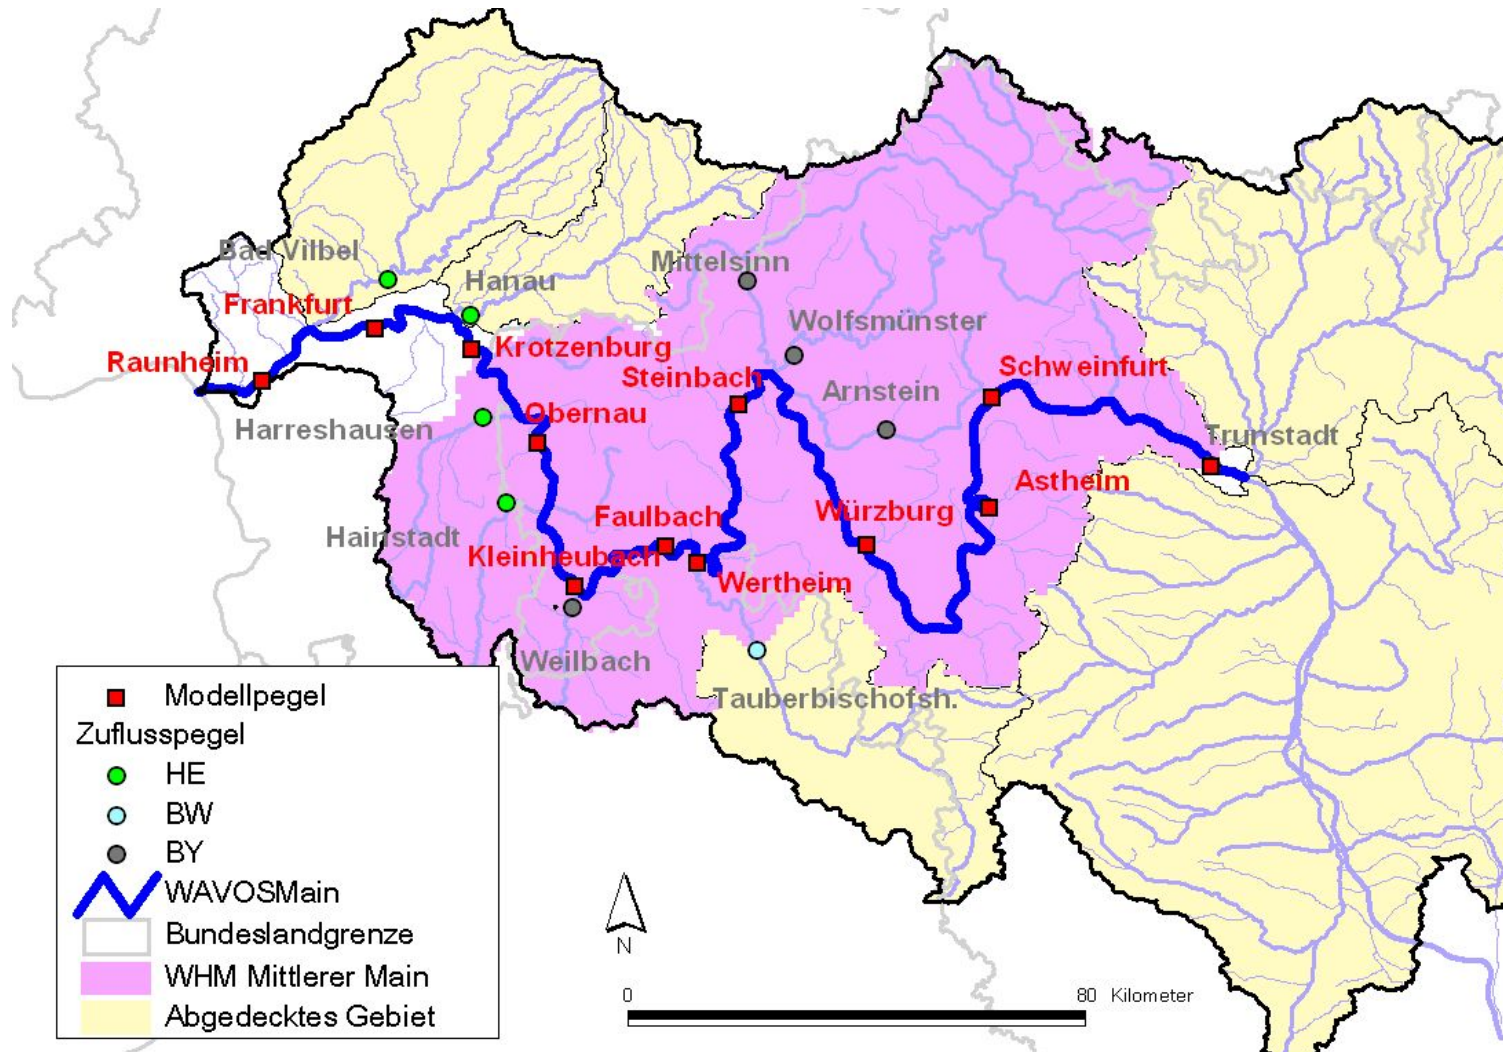 Bad Vilbel
Hanau
Mittelsinn
Frankfurt
Wolfsmünster
Raunheim
Krotzenburg
Schweinfurt
Steinbach
Arnstein
Obernau
Harreshausen
Trunstadt
Astheim
Faulbach
Würzburg
Hainstadt
Kleinheubach
Wertheim
Weilbach
Tauberbischofsh.
Modellpegel
Zuflusspegel
HE
BW
BY
WAVOSMain
Bundeslandgrenze
WHM Mittlerer Main
Abgedecktes Gebiet
N
0 80 Kilometer